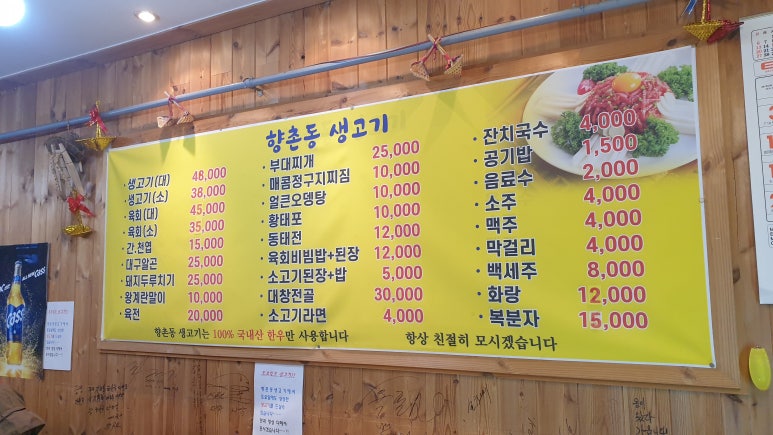 향촌동 생고기
· 생고기(대) 48,000
· 생고기(소) 38,000
· 육회(대) 45,000
· 육회(소) 35,000
· 간.천엽 15,000
· 대구알곤 25,000
· 돼지두루치기 25,000
· 왕계란말이 10,000
· 육전 20,000
· 부대찌개 25,000
· 매콤정구지찌짐 10,000
· 얼큰오뎅탕 10,000
· 황태포 10,000
· 동태전 12,000
· 육회비빔밥+된장 12,000
· 소고기된장+밥 5,000
· 대창전골 30,000
· 소고기라면 4,000
· 잔치국수 4,000
· 공기밥 1,500
· 음료수 2,000
· 소주 4,000
· 맥주 4,000
· 막걸리 4,000
· 백세주 8,000
· 화랑 12,000
· 복분자 15,000
향촌동 생고기는 100% 국내산 한우만 사용합니다
항상 친절히 모시겠습니다